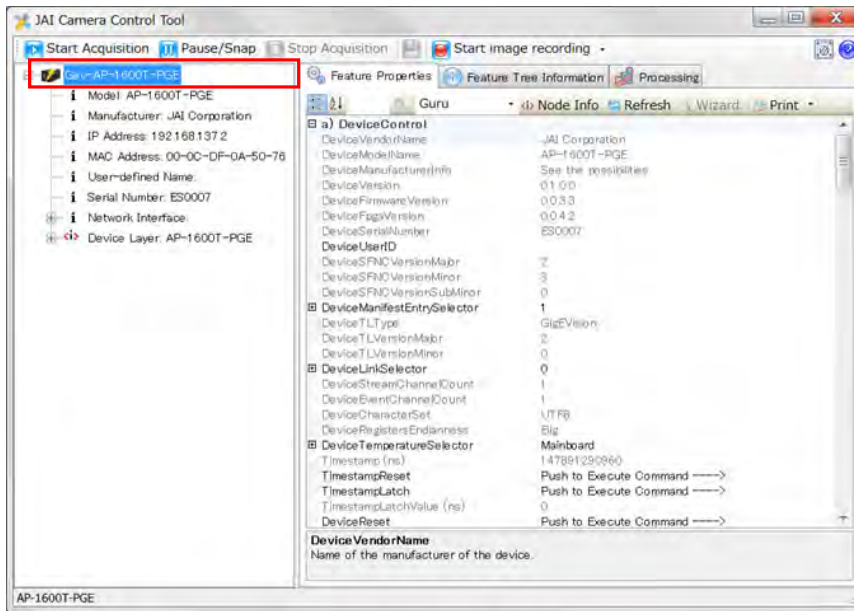 JAI Camera Control Tool
Start Acquisition Pause/Snap Stop Acquisition Start image recording
Gev-AP-1600T-PGE
Model: AP-1600T-PGE
Manufacturer: JAI Corporation
IP Address: 192.168.137.2
MAC Address: 00-0C-DF-0A-50-76
User-defined Name:
Serial Number: ES0007
Network Interface
Device Layer: AP-1600T-PGE
Feature Properties Feature Tree Information Processing
Guru Node Info Refresh Wizard Print
a) DeviceControl
DeviceVendorName JAI Corporation
DeviceModelName AP-1600T-PGE
DeviceManufacturerInfo See the possibilities
DeviceVersion 0.1.0.0
DeviceFirmwareVersion 0.0.3.3
DeviceFpgaVersion 0.0.4.2
DeviceSerialNumber ES0007
DeviceUserID
DeviceSFNCVersionMajor 2
DeviceSFNCVersionMinor 3
DeviceSFNCVersionSubMinor 0
DeviceManifestEntrySelector 1
DeviceTLType GigEVision
DeviceTLVersionMajor 2
DeviceTLVersionMinor 0
DeviceLinkSelector 0
DeviceStreamChannelCount 1
DeviceEventChannelCount 1
DeviceCharacterSet UTF8
DeviceRegistersEndianness Big
DeviceTemperatureSelector Mainboard
Timestamp (ns) 147891290960
TimestampReset Push to Execute Command ---->
TimestampLatch Push to Execute Command ---->
TimestampLatchValue (ns) 0
DeviceReset Push to Execute Command ---->
DeviceVendorName
Name of the manufacturer of the device.
AP-1600T-PGE